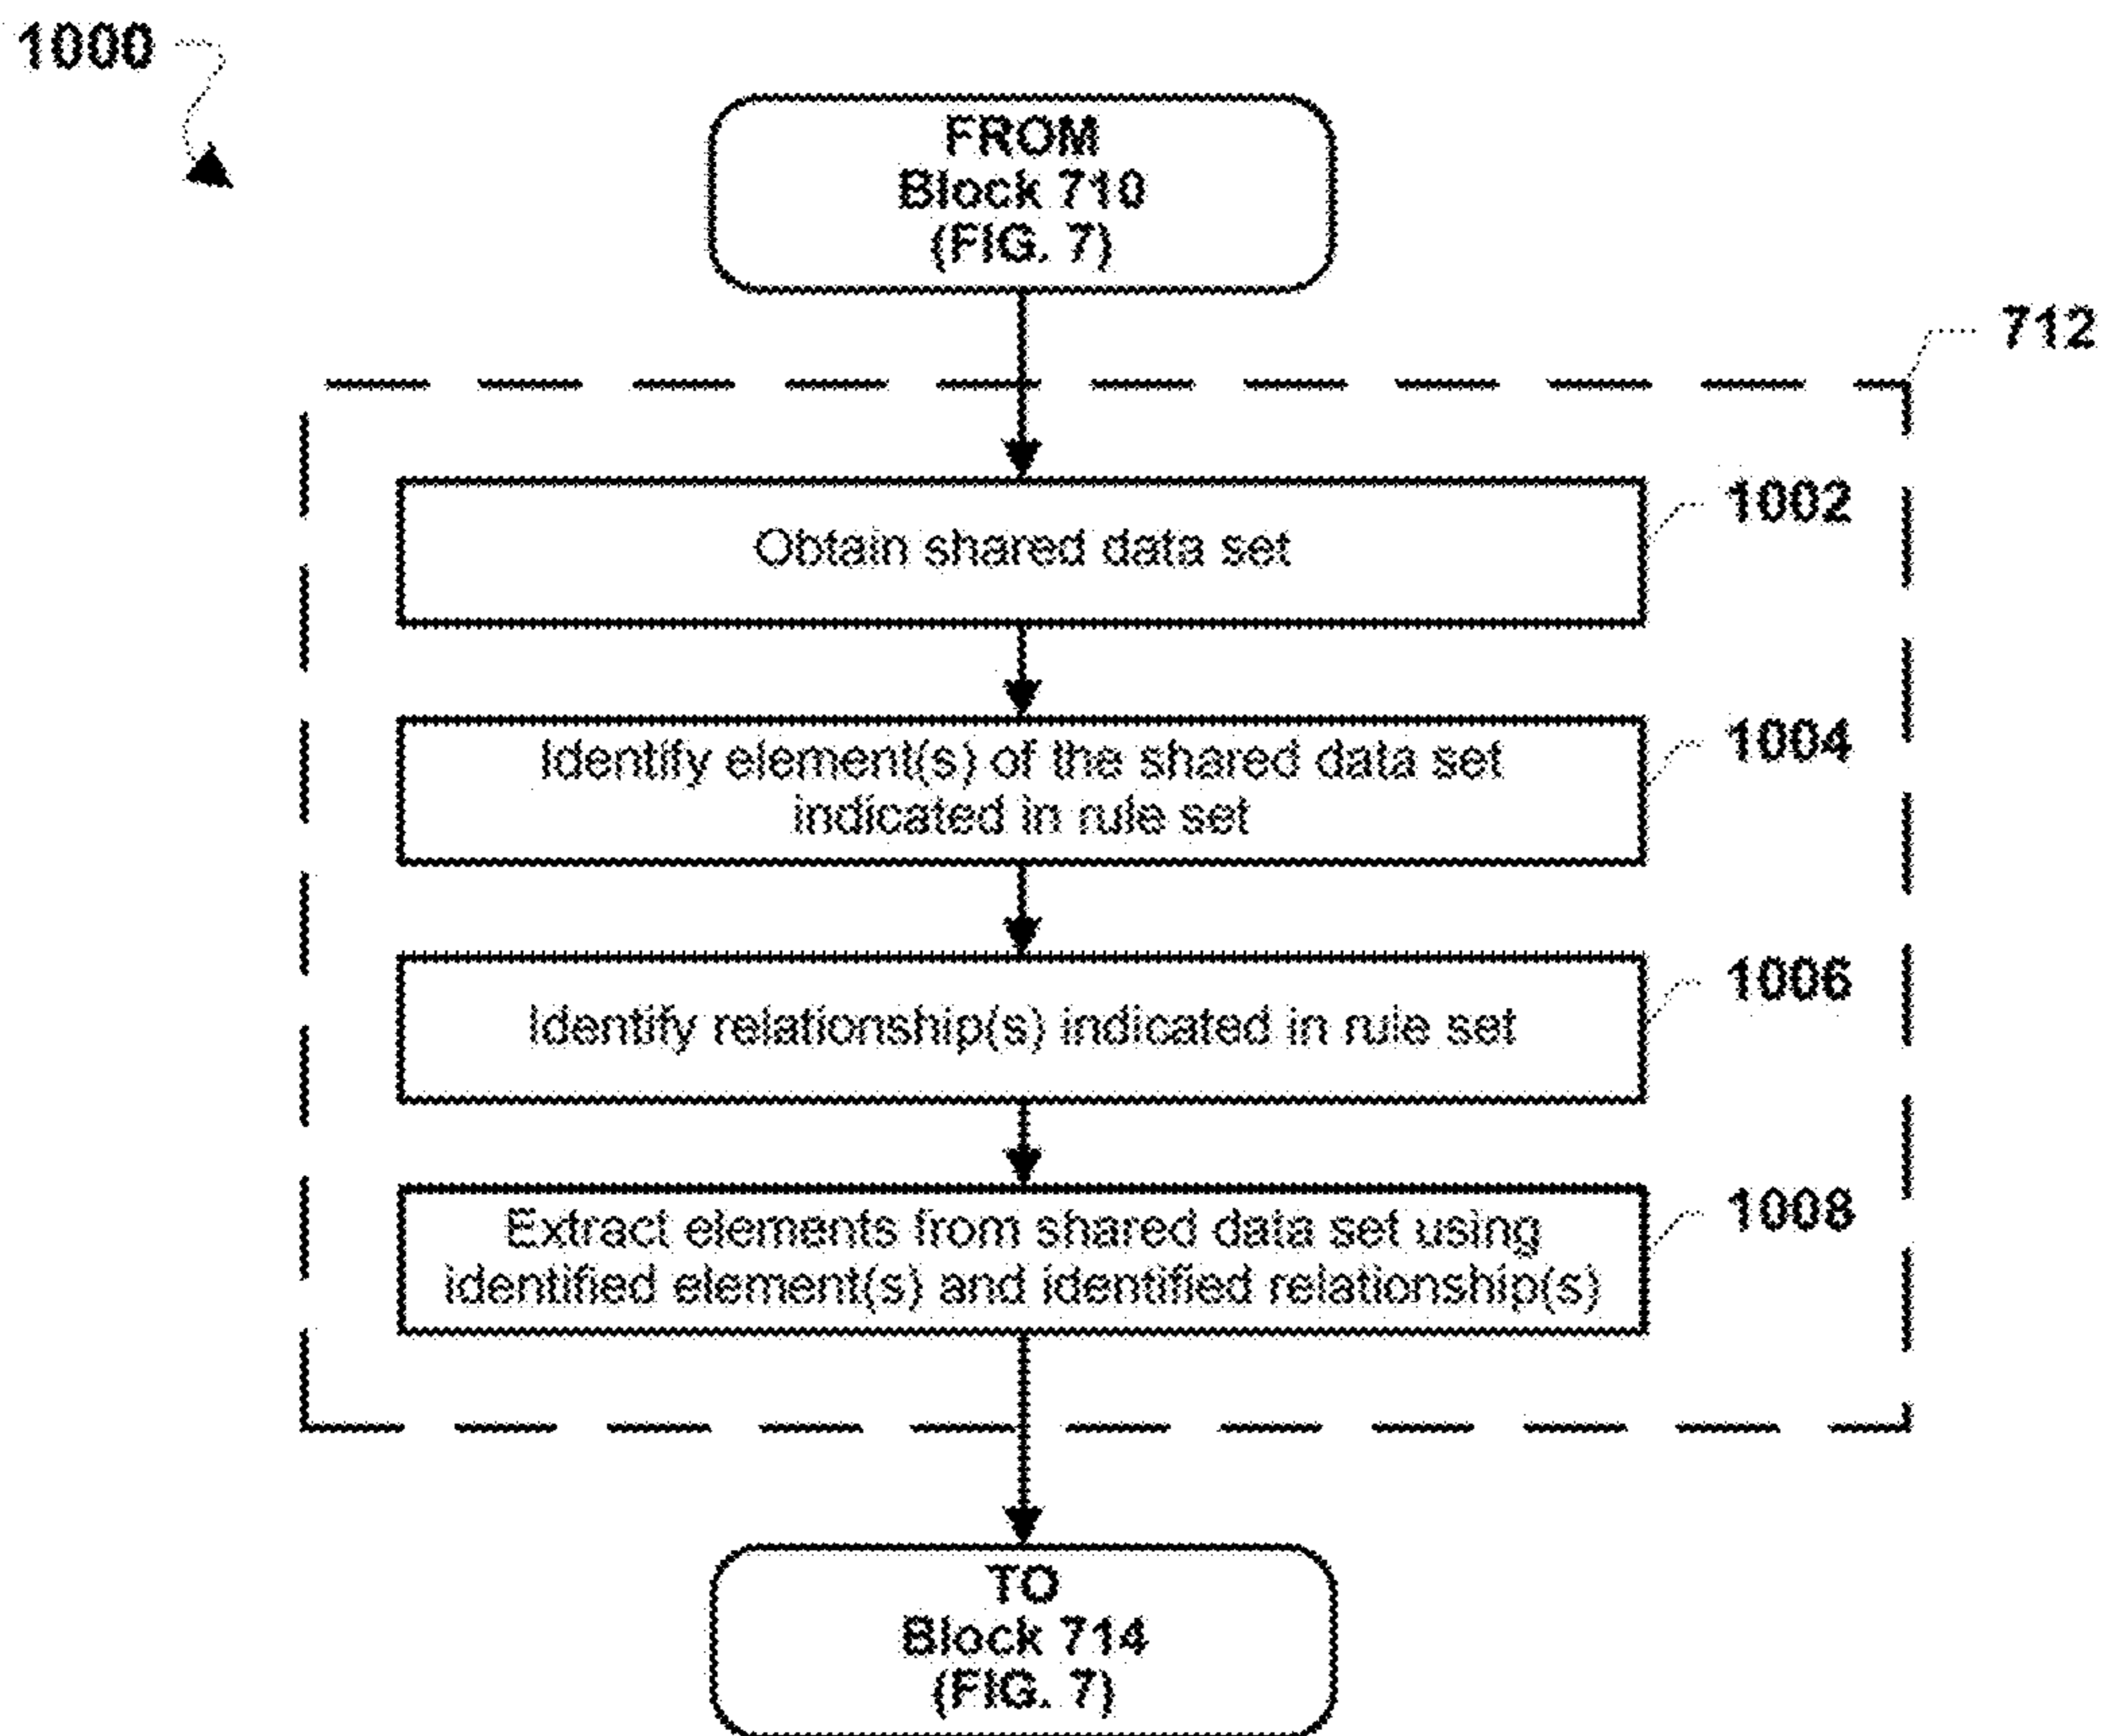 1000
FROM
Block 710
(FIG. 7)
712
Obtain shared data set
1002
Identify element(s) of the shared data set
indicated in rule set
1004
Identify relationship(s) indicated in rule set
1006
Extract elements from shared data set using
identified element(s) and identified relationship(s)
1008
TO
Block 714
(FIG. 7)